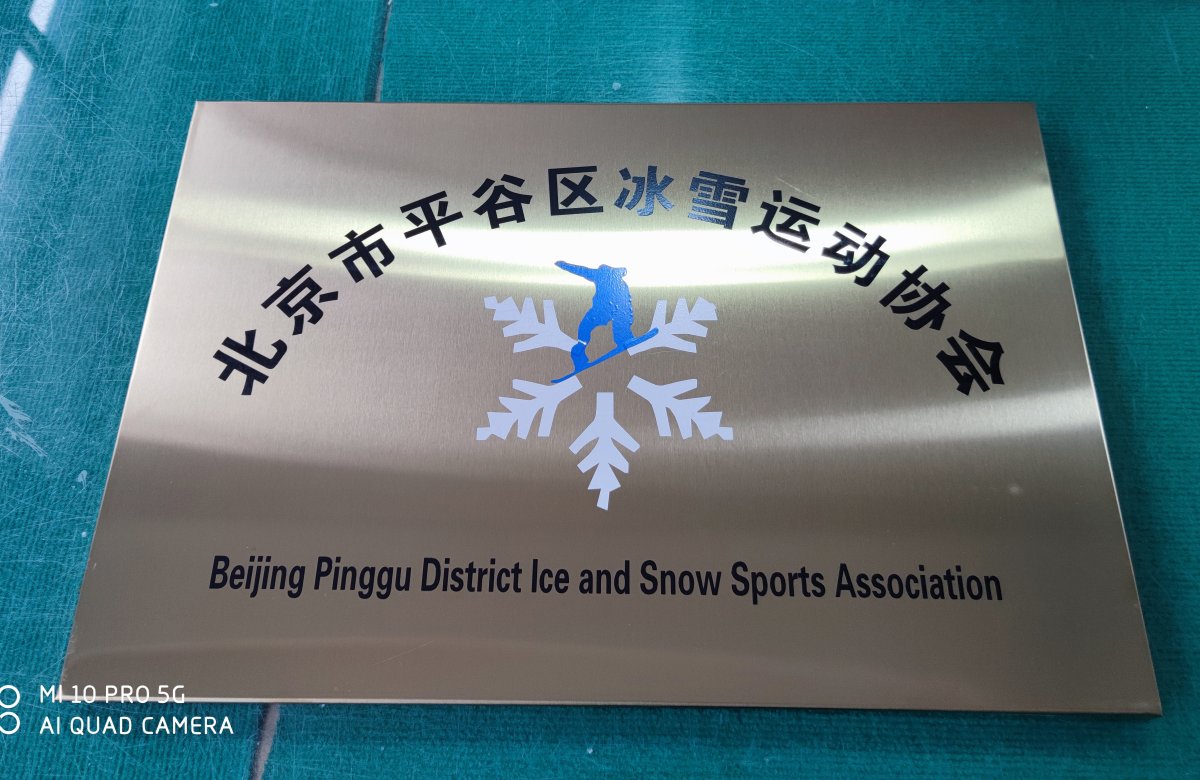 北京市平谷区冰雪运动协会
Beijing Pinggu District Ice and Snow Sports Association
MI 10 PRO 5G
AI QUAD CAMERA